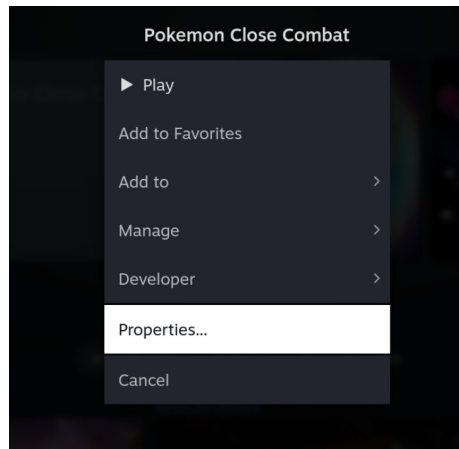 Pokemon Close Combat
Play
Add to Favorites
Add to
Manage
Developer
Properties...
Cancel